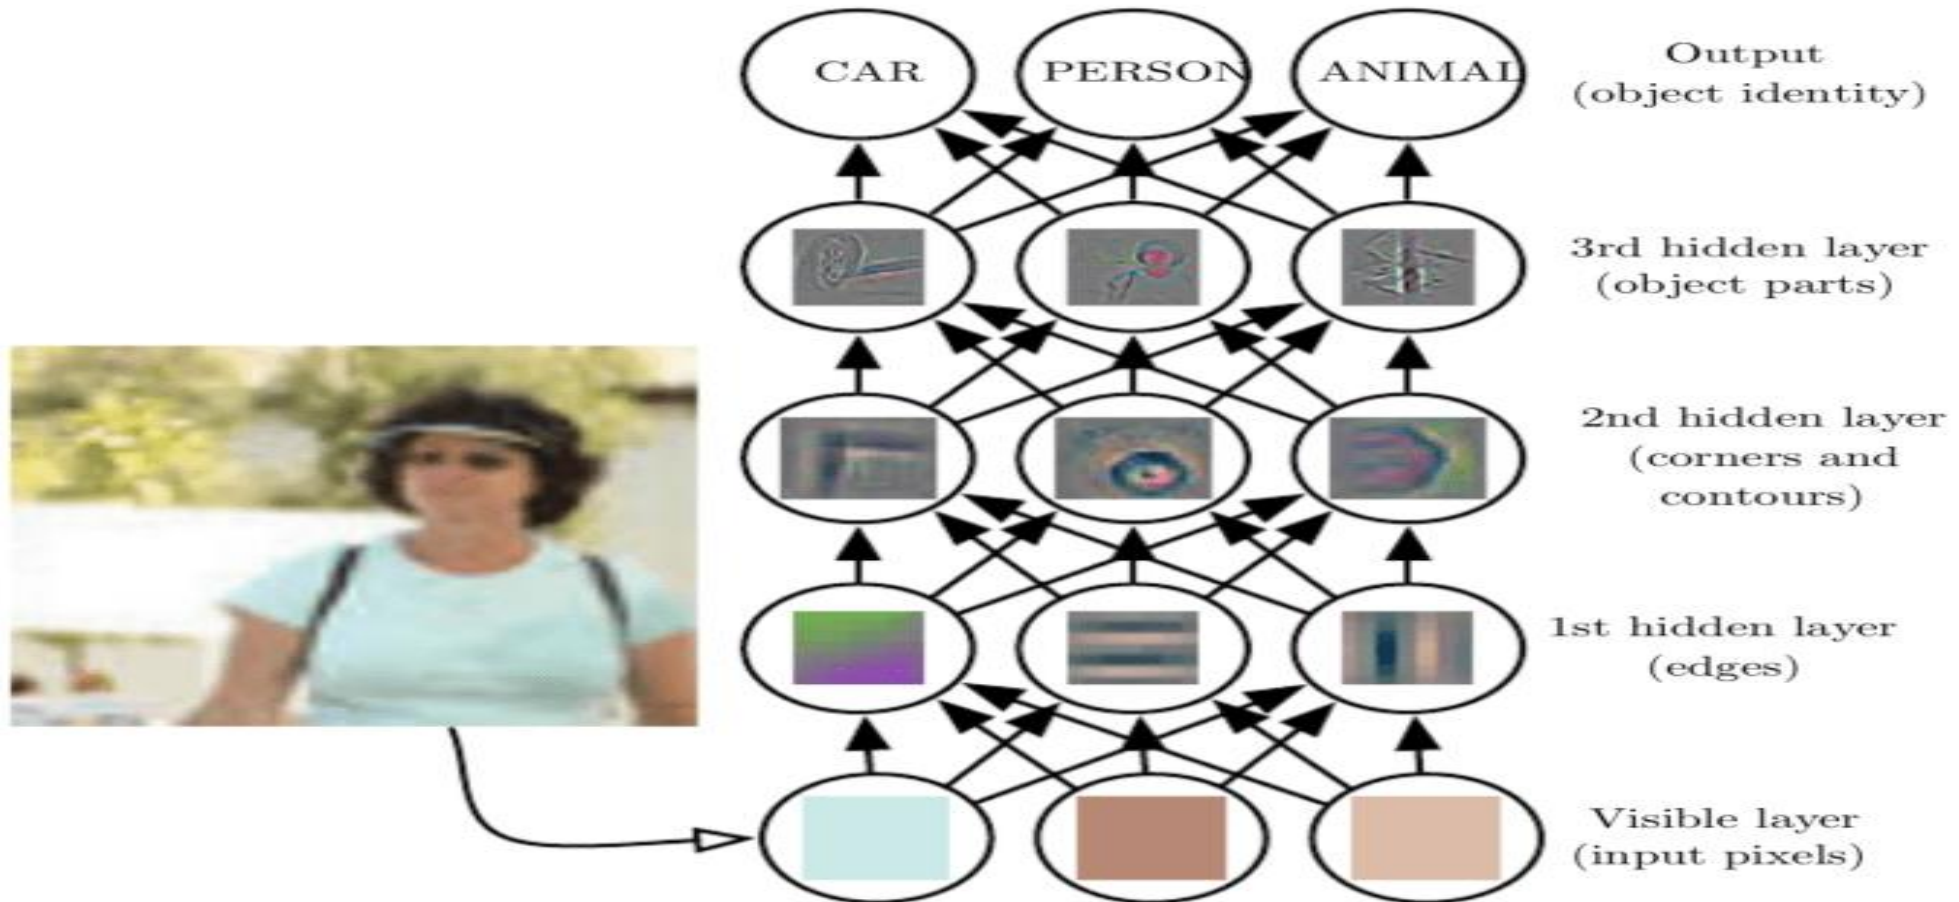 CAR
PERSON
ANIMAL
Output
(object identity)
3rd hidden layer
(object parts)
2nd hidden layer
(corners and
contours)
1st hidden layer
(edges)
Visible layer
(input pixels)